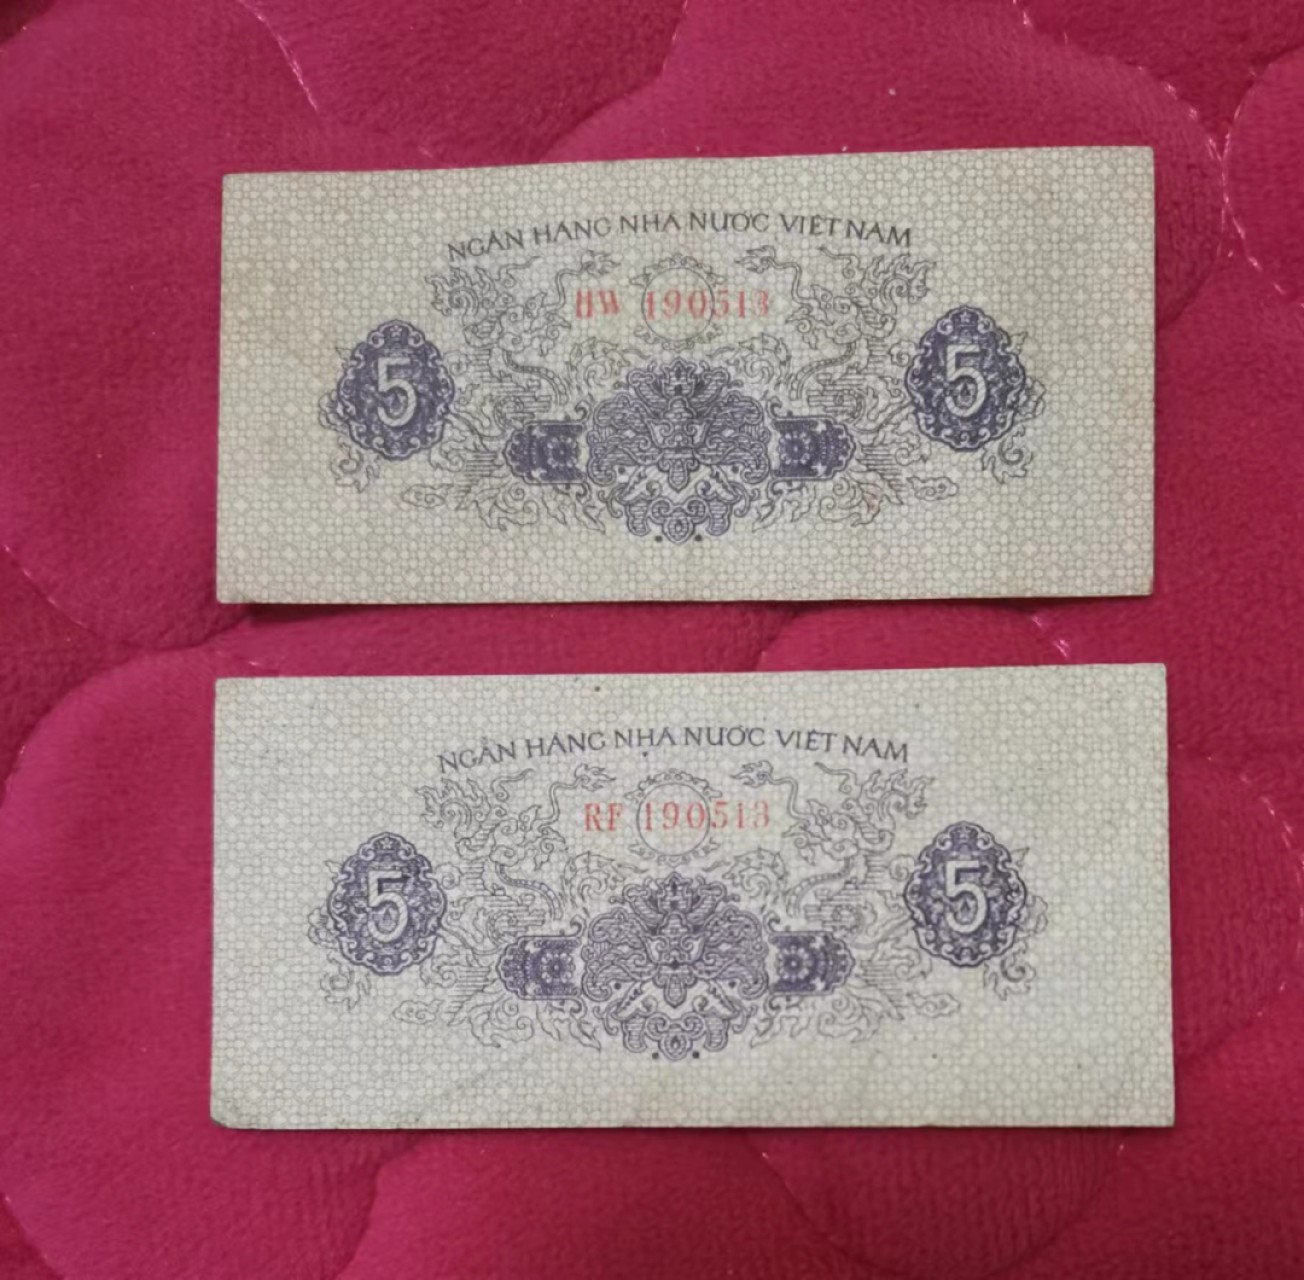 NGÂN HÀNG NHÀ NƯỚC VIỆT NAM
HW 190513
5 5
NGÂN HÀNG NHÀ NƯỚC VIỆT NAM
RF 190513
5 5